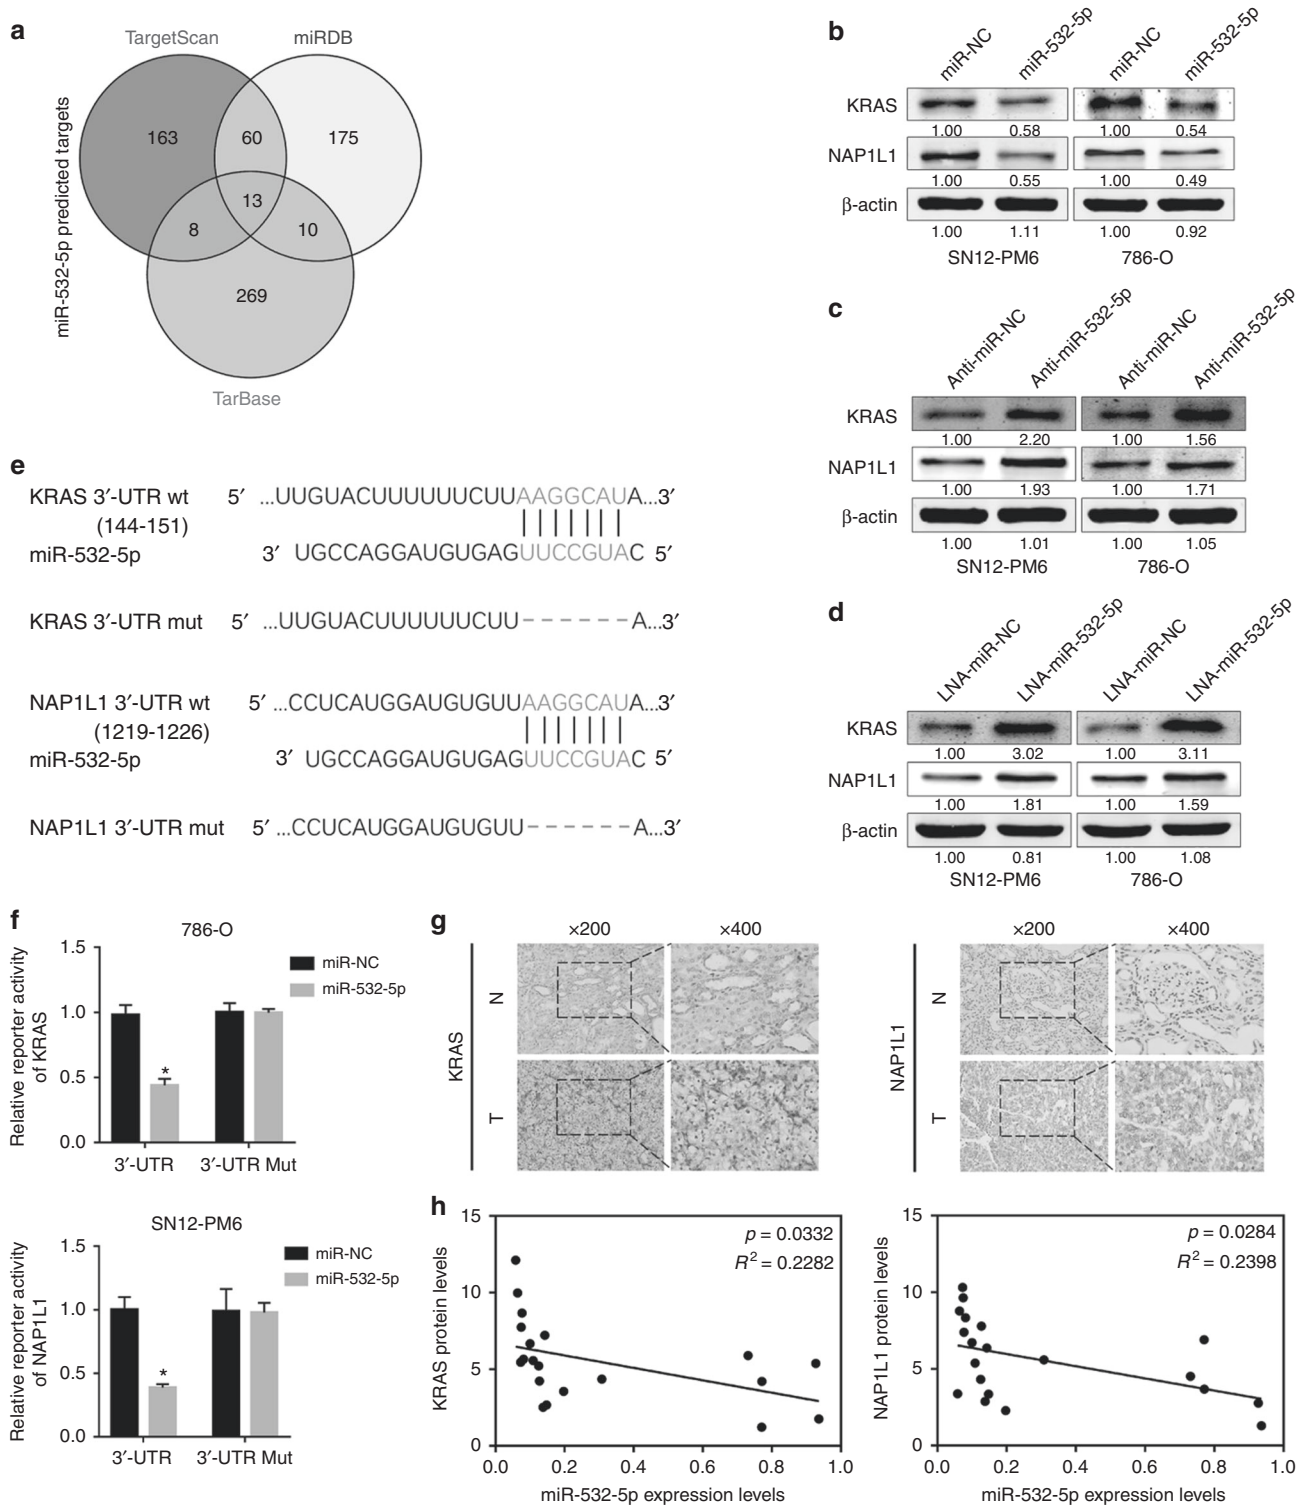 a
TargetScan
miRDB
miR-532-5p predicted targets
163
60
175
13
8
10
269
TarBase
b
miR-NC
miR-532-5p
miR-NC
miR-532-5p
KRAS
1.00 0.58 1.00 0.54
NAP1L1
1.00 0.55 1.00 0.49
β-actin
1.00 1.11 1.00 0.92
SN12-PM6 786-O
c
Anti-miR-NC
Anti-miR-532-5p
Anti-miR-NC
Anti-miR-532-5p
KRAS
1.00 2.20 1.00 1.56
NAP1L1
1.00 1.93 1.00 1.71
β-actin
1.00 1.01 1.00 1.05
SN12-PM6 786-O
d
LNA-miR-NC
LNA-miR-532-5p
LNA-miR-NC
LNA-miR-532-5p
KRAS
1.00 3.02 1.00 3.11
NAP1L1
1.00 1.81 1.00 1.59
β-actin
1.00 0.81 1.00 1.08
SN12-PM6 786-O
e
KRAS 3′-UTR wt 5′ ...UUGUACUUUUUUCUUAAGGCAUA...3′
(144-151)
miR-532-5p 3′ UGCCAGGAUGUGAGUUCCGUAC 5′
KRAS 3′-UTR mut 5′ ...UUGUACUUUUUUCUU------A...3′
NAP1L1 3′-UTR wt 5′ ...CCUCAUGGAUGUGUUAAGGCAUA...3′
(1219-1226)
miR-532-5p 3′ UGCCAGGAUGUGAGUUCCGUAC 5′
NAP1L1 3′-UTR mut 5′ ...CCUCAUGGAUGUGUU------A...3′
f
786-O
Relative reporter activity
of KRAS
1.5
1.0
0.5
0.0
miR-NC
miR-532-5p
*
3′-UTR 3′-UTR Mut
SN12-PM6
Relative reporter activity
of NAP1L1
1.5
1.0
0.5
0.0
miR-NC
miR-532-5p
*
3′-UTR 3′-UTR Mut
g
×200 ×400
KRAS
N
T
×200 ×400
NAP1L1
N
T
h
KRAS protein levels
15
10
5
0
p = 0.0332
R2 = 0.2282
0.0 0.2 0.4 0.6 0.8 1.0
miR-532-5p expression levels
NAP1L1 protein levels
15
10
5
0
p = 0.0284
R2 = 0.2398
0.0 0.2 0.4 0.6 0.8 1.0
miR-532-5p expression levels